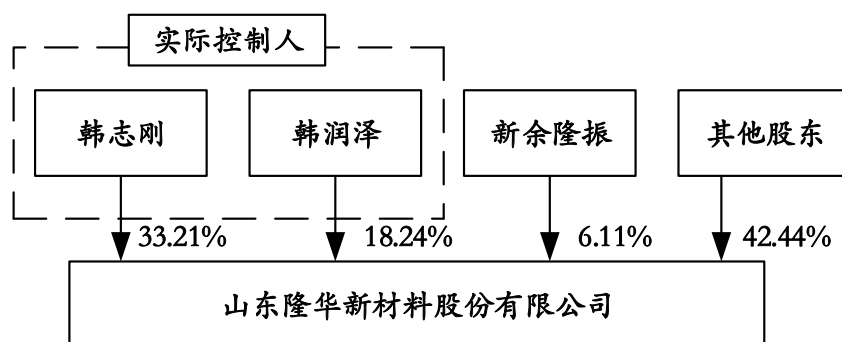 实际控制人
韩志刚
韩润泽
新余隆振
其他股东
33.21%
18.24%
6.11%
42.44%
山东隆华新材料股份有限公司